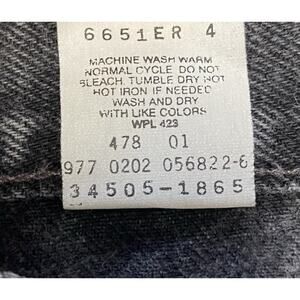 6651ER 4
MACHINE WASH WARM
NORMAL CYCLE. DO NOT
BLEACH. TUMBLE DRY HOT
HOT IRON IF NEEDED
WASH AND DRY
WITH LIKE COLORS
WPL 423
478 01
977 0202 056822-6
34505-1865